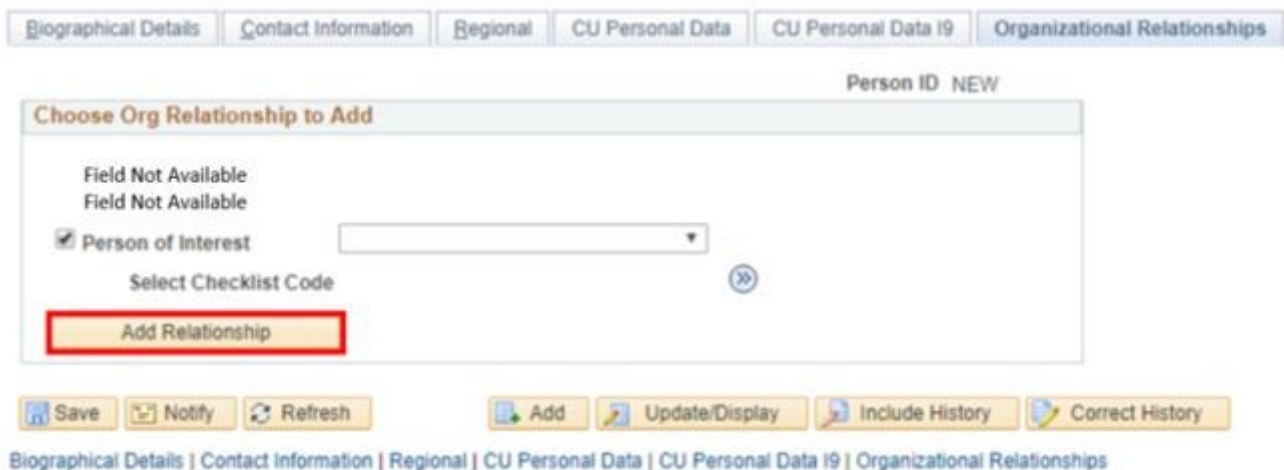 Biographical Details Contact Information Regional CU Personal Data CU Personal Data I9 Organizational Relationships
Person ID NEW
Choose Org Relationship to Add
Field Not Available
Field Not Available
Person of Interest
Select Checklist Code
Add Relationship
Save Notify Refresh Add Update/Display Include History Correct History
Biographical Details | Contact Information | Regional | CU Personal Data | CU Personal Data I9 | Organizational Relationships